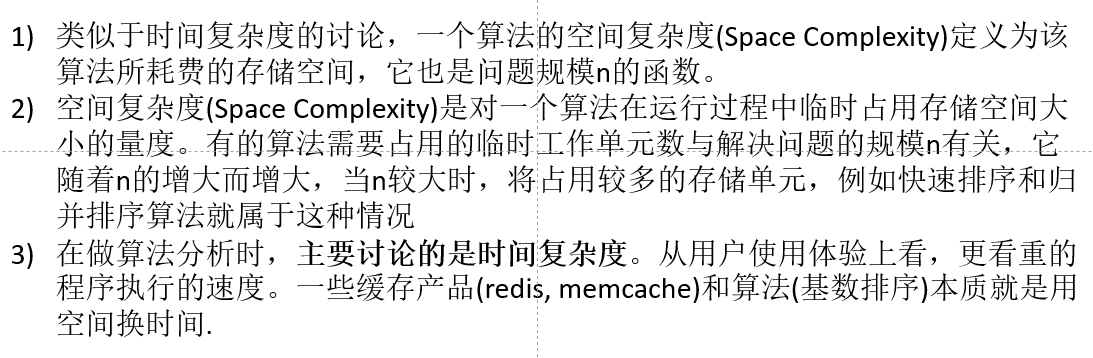 1) 类似于时间复杂度的讨论，一个算法的空间复杂度(Space Complexity)定义为该
算法所耗费的存储空间，它也是问题规模n的函数。
2) 空间复杂度(Space Complexity)是对一个算法在运行过程中临时占用存储空间大
小的量度。有的算法需要占用的临时工作单元数与解决问题的规模n有关，它
随着n的增大而增大，当n较大时，将占用较多的存储单元，例如快速排序和归
并排序算法就属于这种情况
3) 在做算法分析时，主要讨论的是时间复杂度。从用户使用体验上看，更看重的
程序执行的速度。一些缓存产品(redis, memcache)和算法(基数排序)本质就是用
空间换时间.